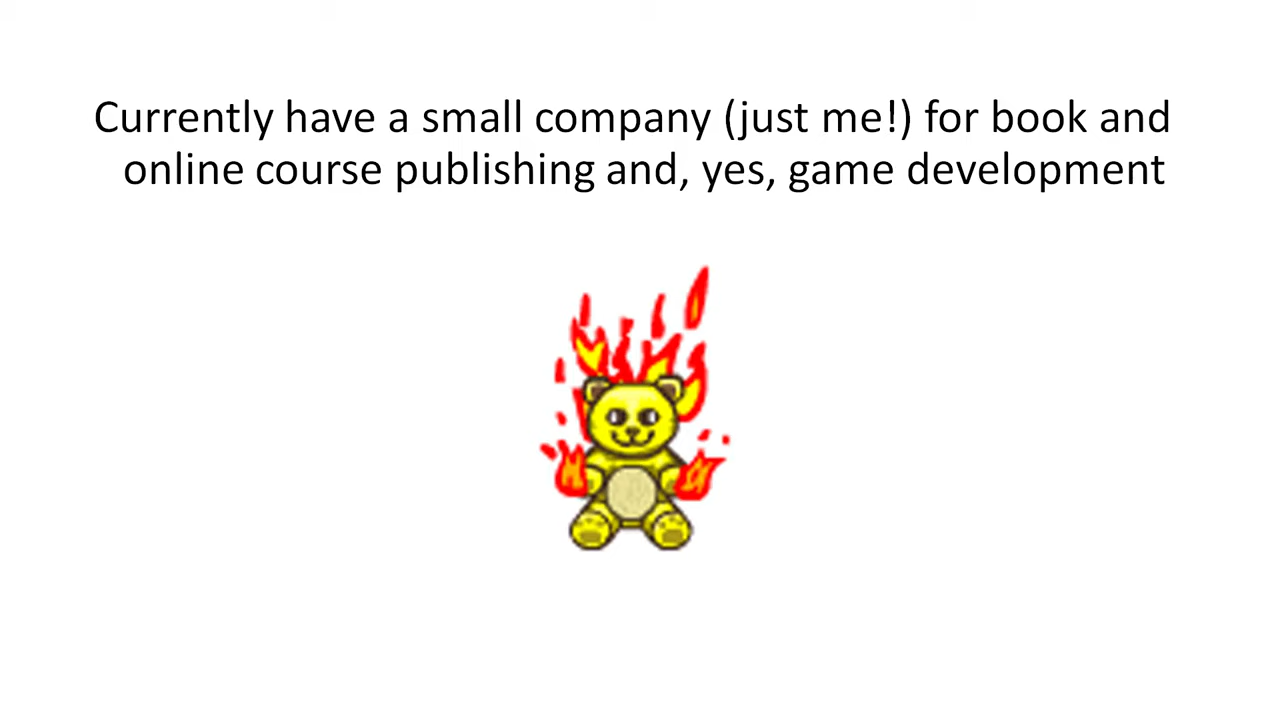 Currently have a small company (just me!) for book and
online course publishing and, yes, game development